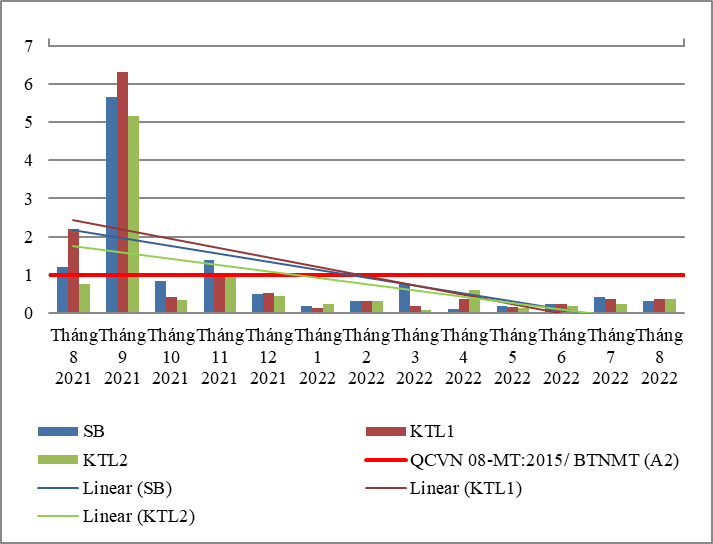 7
6
5
4
3
2
1
0
Tháng Tháng Tháng Tháng Tháng Tháng Tháng Tháng Tháng Tháng Tháng Tháng Tháng
8 9 10 11 12 1 2 3 4 5 6 7 8
2021 2021 2021 2021 2021 2022 2022 2022 2022 2022 2022 2022 2022
SB KTL1
KTL2 QCVN 08-MT:2015/ BTNMT (A2)
Linear (SB) Linear (KTL1)
Linear (KTL2)